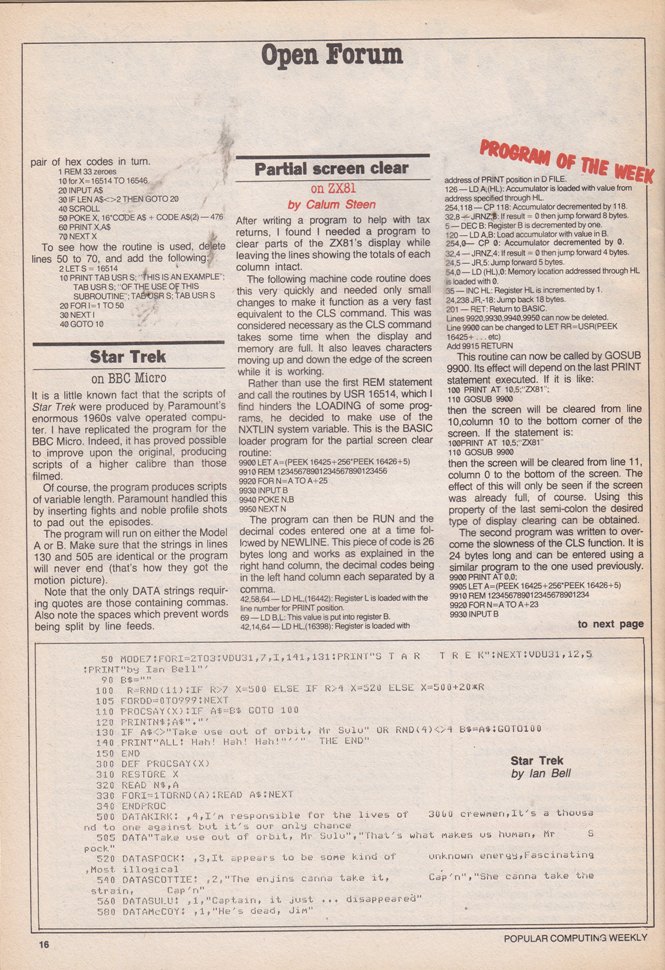 Open Forum
pair of hex codes in turn.
1 REM 33 zeroes
10 for X=16514 TO 16546
20 INPUT A$
30 IF LEN A$<>2 THEN GOTO 20
40 SCROLL
50 POKE X, 16*CODE A$ + CODE A$(2) — 476
60 PRINT X,A$
70 NEXT X
To see how the routine is used, delete
lines 50 to 70, and add the following:
2 LET S = 16514
10 PRINT TAB USR S; "THIS IS AN EXAMPLE";
TAB USR S; "OF THE USE OF THIS
SUBROUTINE"; TAB USR S; TAB USR S
20 FOR I=1 TO 50
30 NEXT I
40 GOTO 10
Star Trek
on BBC Micro
It is a little known fact that the scripts of
Star Trek were produced by Paramount's
enormous 1960s valve operated compu-
ter. I have replicated the program for the
BBC Micro. Indeed, it has proved possible
to improve upon the original, producing
scripts of a higher calibre than those
filmed.
Of course, the program produces scripts
of variable length. Paramount handled this
by inserting fights and noble profile shots
to pad out the episodes.
The program will run on either the Model
A or B. Make sure that the strings in lines
130 and 505 are identical or the program
will never end (that's how they got the
motion picture).
Note that the only DATA strings requir-
ing quotes are those containing commas.
Also note the spaces which prevent words
being split by line feeds.
Partial screen clear
on ZX81
by Calum Steen
After writing a program to help with tax
returns, I found I needed a program to
clear parts of the ZX81's display while
leaving the lines showing the totals of each
column intact.
The following machine code routine does
this very quickly and needed only small
changes to make it function as a very fast
equivalent to the CLS command. This was
considered necessary as the CLS command
takes some time when the display and
memory are full. It also leaves characters
moving up and down the edge of the screen
while it is working.
Rather than use the first REM statement
and call the routines by USR 16514, which I
find hinders the LOADING of some prog-
rams, he decided to make use of the
NXTLIN system variable. This is the BASIC
loader program for the partial screen clear
routine:
9900 LET A=(PEEK 16425+256*PEEK 16426+5)
9910 REM 12345678901234567890123456
9920 FOR N=A TO A+25
9930 INPUT B
9940 POKE N,B
9950 NEXT N
The program can then be RUN and the
decimal codes entered one at a time fol-
lowed by NEWLINE. This piece of code is 26
bytes long and works as explained in the
right hand column, the decimal codes being
in the left hand column each separated by a
comma.
42,58,64 — LD HL,(16442): Register L is loaded with the
line number for PRINT position.
69 — LD B,L: This value is put into register B.
42,14,64 — LD HL,(16398): Register is loaded with
PROGRAM OF THE WEEK
address of PRINT position in D FILE.
126 — LD A,(HL): Accumulator is loaded with value from
address specified through HL.
254,118 — CP 118: Accumulator decremented by 118.
32,8 — JRNZ,8: If result = 0 then jump forward 8 bytes.
5 — DEC B: Register B is decremented by one.
120 — LD A,B: Load accumulator with value in B.
254,0 — CP 0: Accumulator decremented by 0.
32,4 — JRNZ,4: If result = 0 then jump forward 4 bytes.
24,5 — JR,5: Jump forward 5 bytes.
54,0 — LD (HL),0: Memory location addressed through HL
is loaded with 0.
35 — INC HL: Register HL is incremented by 1.
24,238 JR,-18: Jump back 18 bytes.
201 — RET: Return to BASIC.
Lines 9920,9930,9940,9950 can now be deleted.
Line 9900 can be changed to LET RR=USR(PEEK
16425+ . . . etc)
Add 9915 RETURN
This routine can now be called by GOSUB
9900. Its effect will depend on the last PRINT
statement executed. If it is like:
100 PRINT AT 10,5;"ZX81";
110 GOSUB 9900
then the screen will be cleared from line
10,column 10 to the bottom corner of the
screen. If the statement is:
100PRINT AT 10,5;"ZX81"
110 GOSUB 9900
then the screen will be cleared from line 11,
column 0 to the bottom of the screen. The
effect of this will only be seen if the screen
was already full, of course. Using this
property of the last semi-colon the desired
type of display clearing can be obtained.
The second program was written to over-
come the slowness of the CLS function. It is
24 bytes long and can be entered using a
similar program to the one used previously.
9900 PRINT AT 0,0;
9905 LET A=(PEEK 16425+256*PEEK 16426+5)
9910 REM 123456789012345678901234
9920 FOR N=A TO A+23
9930 INPUT B
to next page
50 MODE7:FORI=2TO3:VDU31,7,I,141,131:PRINT"S T A R   T R E K":NEXT:VDU31,12,5
:PRINT"by Ian Bell"'
90 B$=""
100 R=RND(11):IF R>7 X=500 ELSE IF R>4 X=520 ELSE X=500+20*R
105 FORDD=0TO999:NEXT
110 PROCSAY(X):IF A$=B$ GOTO 100
120 PRINTN$;A$"."'
130 IF A$<>"Take use out of orbit, Mr Sulu" OR RND(4)<>4 B$=A$:GOTO100
140 PRINT"ALL: Hah! Hah! Hah!"''"  THE END"
150 END
300 DEF PROCSAY(X)
310 RESTORE X
320 READ N$,A
330 FORI=1TORND(A):READ A$:NEXT
340 ENDPROC
500 DATAKIRK: ,4,I'm responsible for the lives of 3000 crewmen,It's a thousa
nd to one against but it's our only chance
505 DATA"Take use out of orbit, Mr Sulu","That's what makes us human, Mr S
pock"
520 DATASPOCK: ,3,It appears to be some kind of unknown energy,Fascinating
,Most illogical
540 DATASCOTTIE: ,2,"The enjins canna take it, Cap'n","She canna take the
strain, Cap'n"
560 DATASULU: ,1,"Captain, it just ... disappeared"
580 DATAMcCOY: ,1,"He's dead, Jim"
Star Trek
by Ian Bell
16
POPULAR COMPUTING WEEKLY